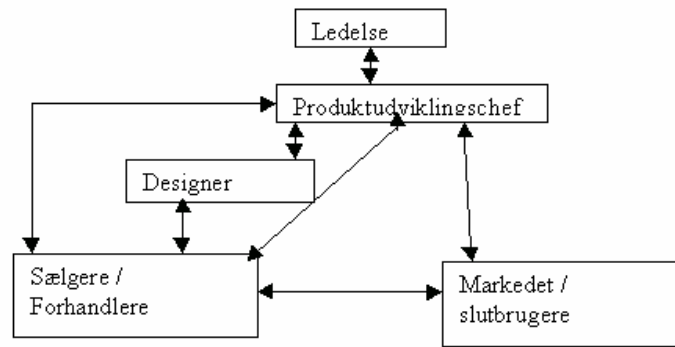 Ledelse
Produktudviklingschef
Designer
Sælgere /
Forhandlere
Markedet /
slutbrugere